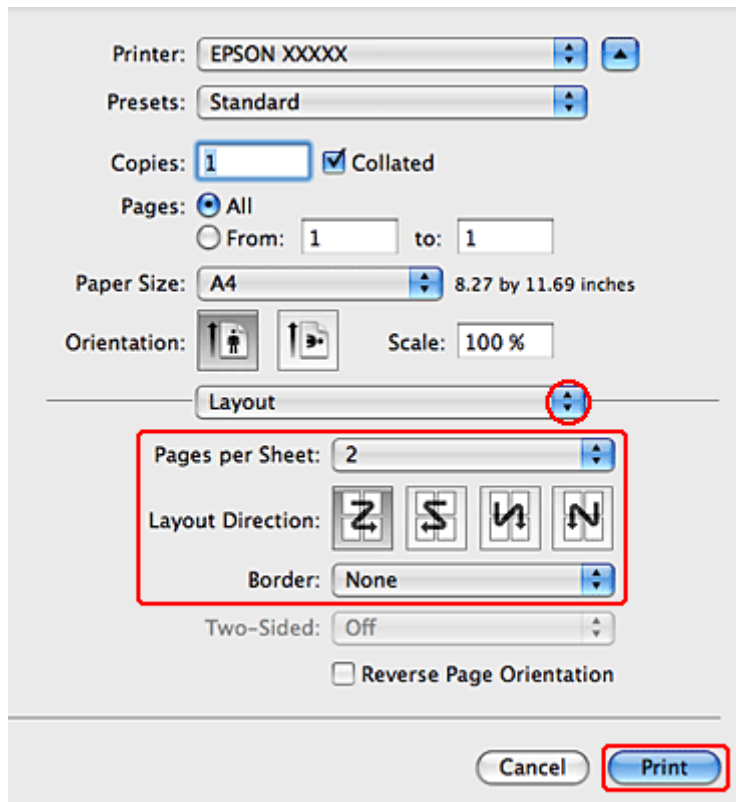 Printer: EPSON XXXXX
Presets: Standard
Copies: 1 Collated
Pages: All
From: 1 to: 1
Paper Size: A4 8.27 by 11.69 inches
Orientation: Scale: 100 %
Layout
Pages per Sheet: 2
Layout Direction:
Border: None
Two-Sided: Off
Reverse Page Orientation
Cancel Print